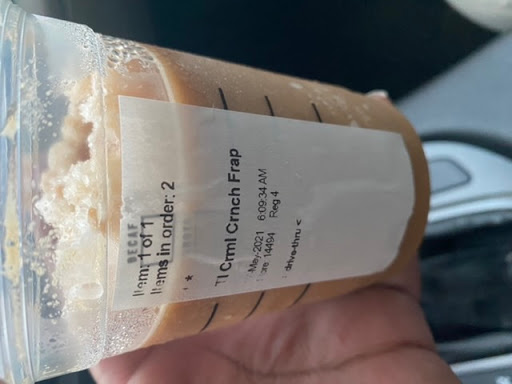 DECAF
Item: 1 of 1
Items in order: 2
Tl Crml Crnch Frap
May-2021 6:09:34 AM
14494 Reg 4
drive-thru <